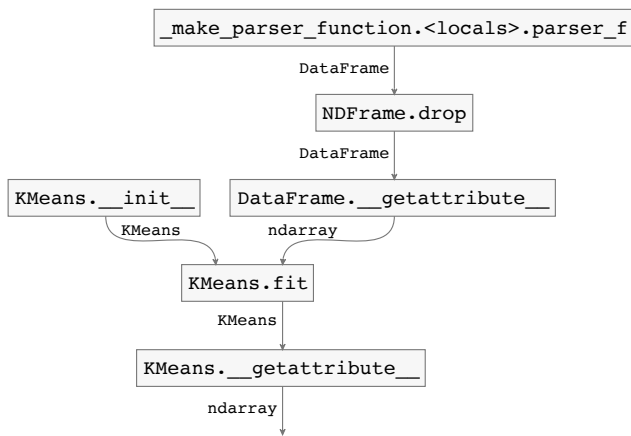 _make_parser_function.<locals>.parser_f
DataFrame
NDFrame.drop
DataFrame
KMeans.__init__
DataFrame.__getattribute__
KMeans
ndarray
KMeans.fit
KMeans
KMeans.__getattribute__
ndarray